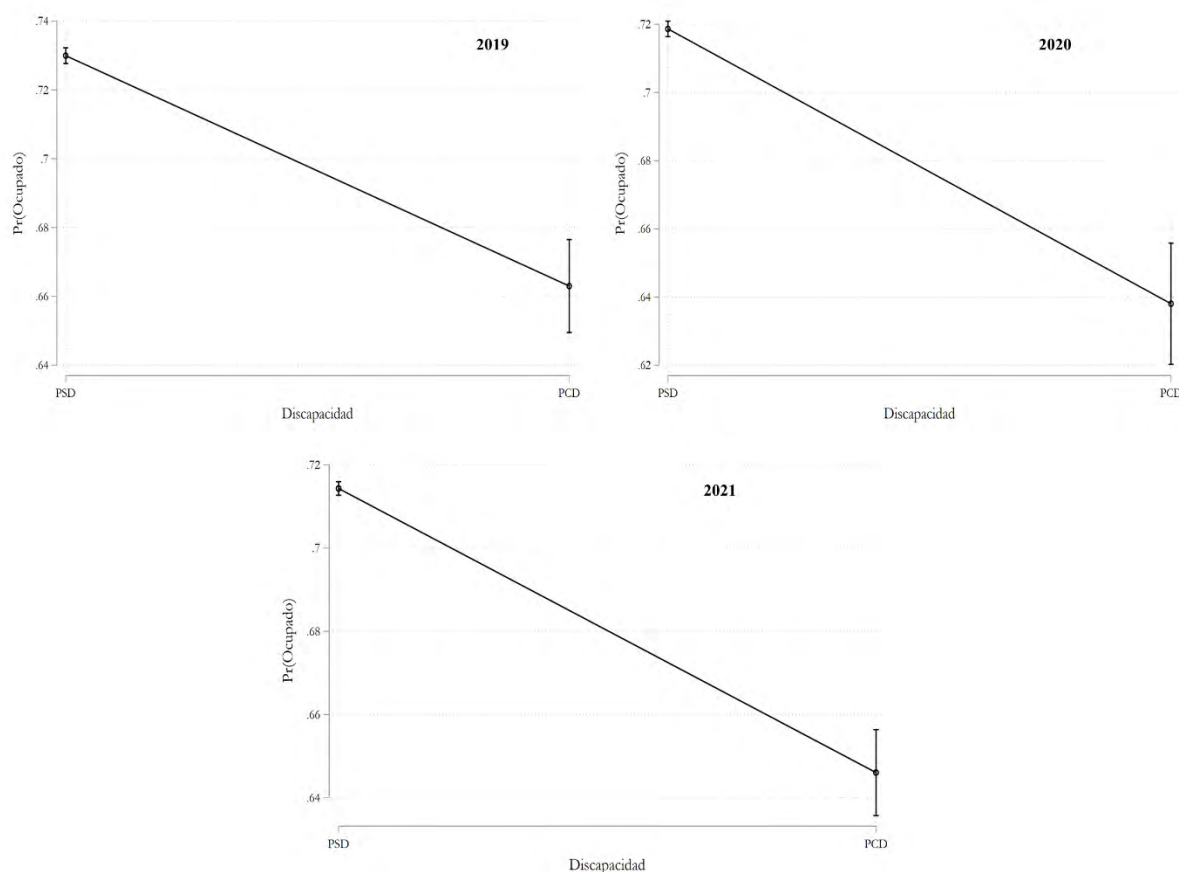 2019
Pr(Ocupado)
.74
.72
.7
.68
.66
.64
PSD
PCD
Discapacidad
2020
Pr(Ocupado)
.72
.7
.68
.66
.64
.62
PSD
PCD
Discapacidad
2021
Pr(Ocupado)
.72
.7
.68
.66
.64
PSD
PCD
Discapacidad